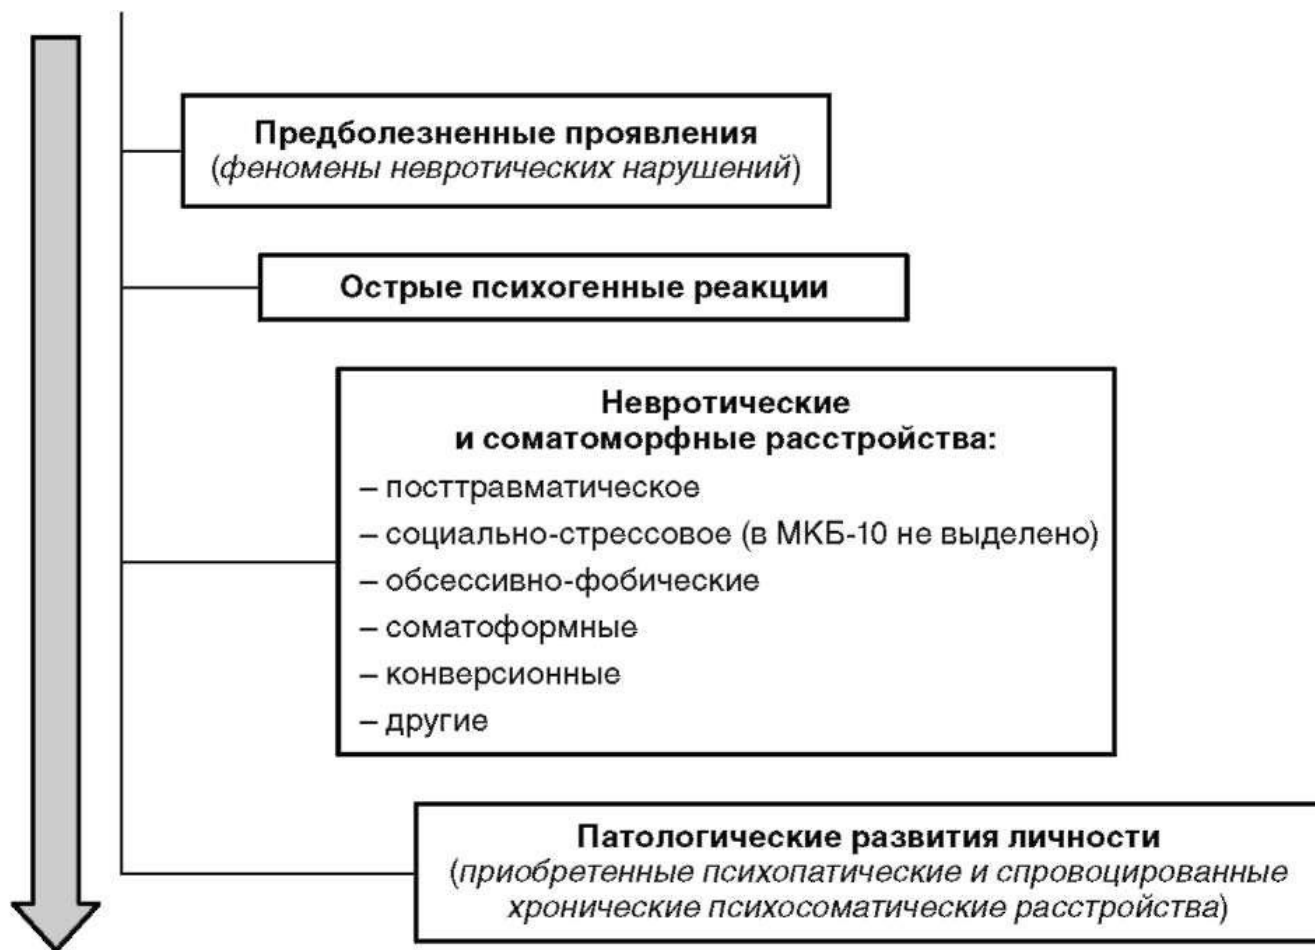 Предболезненные проявления
(феномены невротических нарушений)
Острые психогенные реакции
Невротические
и соматоморфные расстройства:
– посттравматическое
– социально-стрессовое (в МКБ-10 не выделено)
– обсессивно-фобические
– соматоформные
– конверсионные
– другие
Патологические развития личности
(приобретенные психопатические и спровоцированные
хронические психосоматические расстройства)